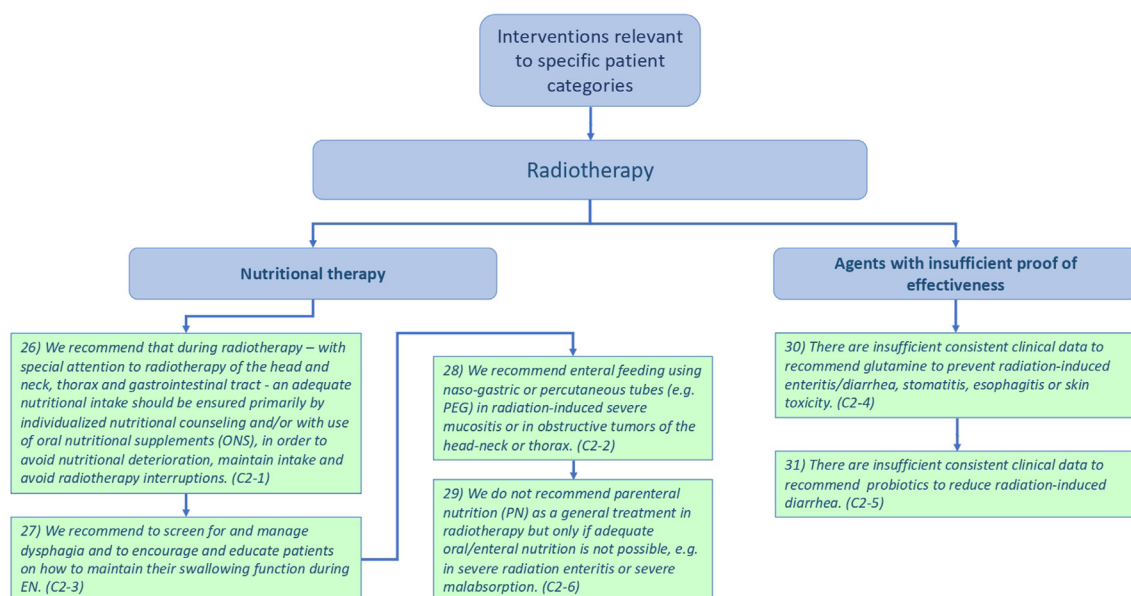 Interventions relevant
to specific patient
categories
Radiotherapy
Nutritional therapy
26) We recommend that during radiotherapy – with
special attention to radiotherapy of the head and
neck, thorax and gastrointestinal tract - an adequate
nutritional intake should be ensured primarily by
individualized nutritional counseling and/or with use
of oral nutritional supplements (ONS), in order to
avoid nutritional deterioration, maintain intake and
avoid radiotherapy interruptions. (C2-1)
27) We recommend to screen for and manage
dysphagia and to encourage and educate patients
on how to maintain their swallowing function during
EN. (C2-3)
28) We recommend enteral feeding using
naso-gastric or percutaneous tubes (e.g.
PEG) in radiation-induced severe
mucositis or in obstructive tumors of the
head-neck or thorax. (C2-2)
29) We do not recommend parenteral
nutrition (PN) as a general treatment in
radiotherapy but only if adequate
oral/enteral nutrition is not possible, e.g.
in severe radiation enteritis or severe
malabsorption. (C2-6)
Agents with insufficient proof of
effectiveness
30) There are insufficient consistent clinical data to
recommend glutamine to prevent radiation-induced
enteritis/diarrhea, stomatitis, esophagitis or skin
toxicity. (C2-4)
31) There are insufficient consistent clinical data to
recommend probiotics to reduce radiation-induced
diarrhea. (C2-5)